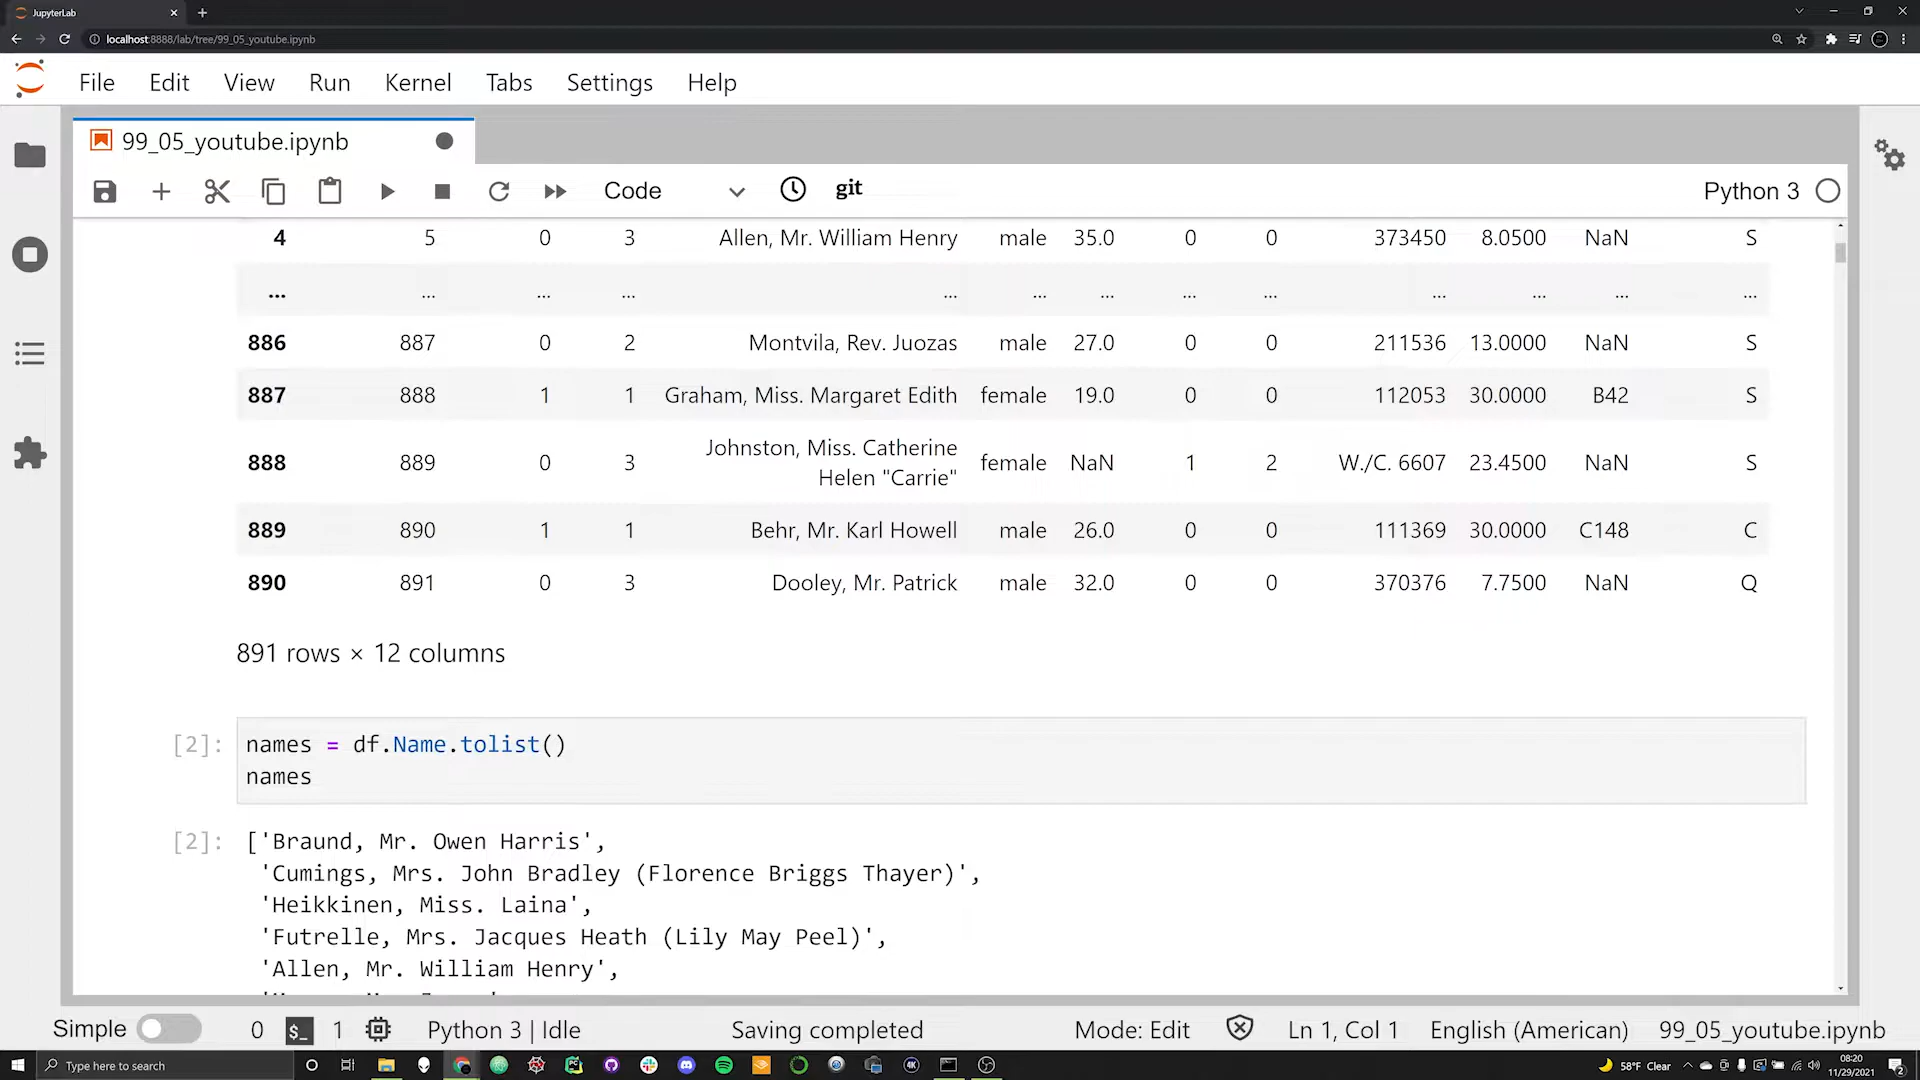 JupyterLab
localhost:8888/lab/tree/99_05_youtube.ipynb
File Edit View Run Kernel Tabs Settings Help
99_05_youtube.ipynb
Code git Python 3
4 5 0 3 Allen, Mr. William Henry male 35.0 0 0 373450 8.0500 NaN S
... ... ... ... ... ... ... ... ... ... ... ... ...
886 887 0 2 Montvila, Rev. Juozas male 27.0 0 0 211536 13.0000 NaN S
887 888 1 1 Graham, Miss. Margaret Edith female 19.0 0 0 112053 30.0000 B42 S
Johnston, Miss. Catherine
888 889 0 3 female NaN 1 2 W./C. 6607 23.4500 NaN S
Helen "Carrie"
889 890 1 1 Behr, Mr. Karl Howell male 26.0 0 0 111369 30.0000 C148 C
890 891 0 3 Dooley, Mr. Patrick male 32.0 0 0 370376 7.7500 NaN Q
891 rows × 12 columns
[2]: names = df.Name.tolist()
names
[2]: ['Braund, Mr. Owen Harris',
'Cumings, Mrs. John Bradley (Florence Briggs Thayer)',
'Heikkinen, Miss. Laina',
'Futrelle, Mrs. Jacques Heath (Lily May Peel)',
'Allen, Mr. William Henry',
Simple 0 $_ 1 Python 3 | Idle Saving completed Mode: Edit Ln 1, Col 1 English (American) 99_05_youtube.ipynb
Type here to search 58°F Clear 08:20
11/29/2021